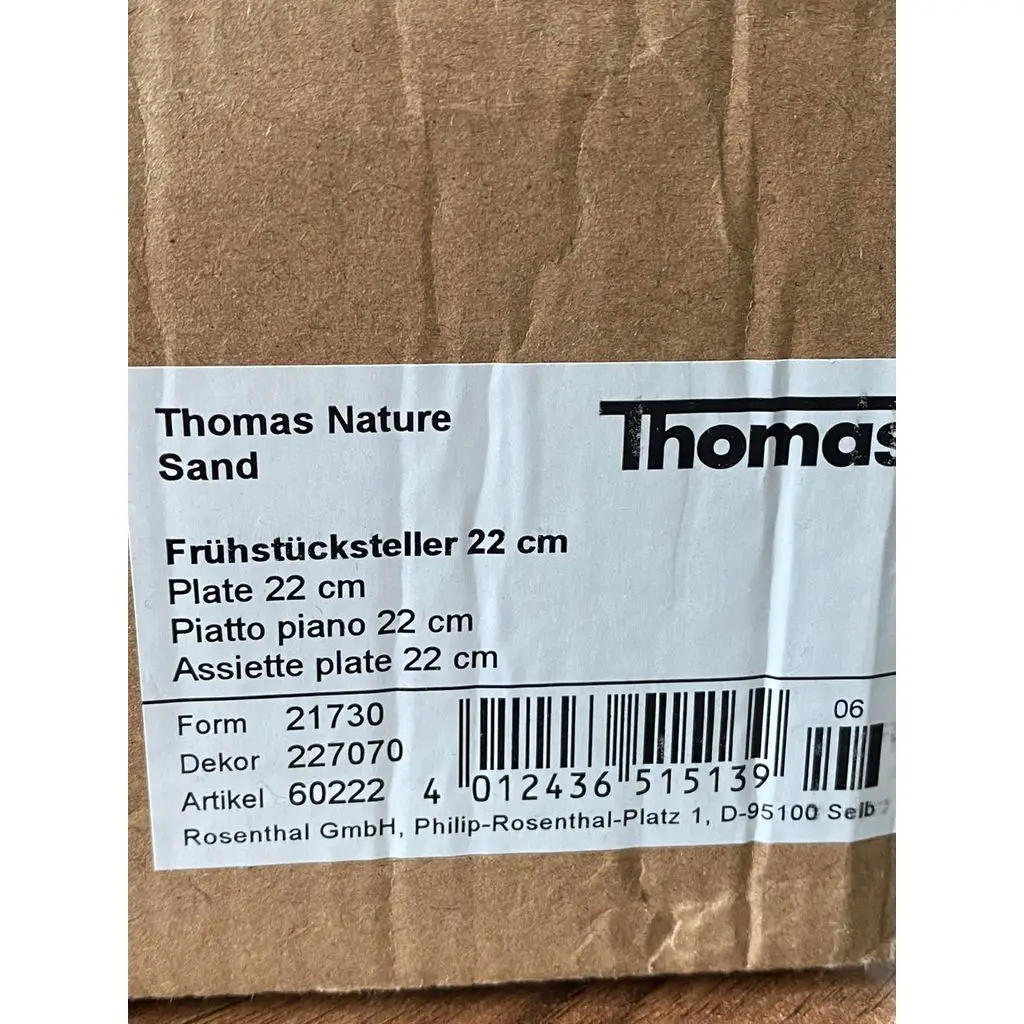 Thomas Nature
Sand
Thomas
Frühstücksteller 22 cm
Plate 22 cm
Piatto piano 22 cm
Assiette plate 22 cm
Form 21730
Dekor 227070
Artikel 60222
4 012436 515139
06
Rosenthal GmbH, Philip-Rosenthal-Platz 1, D-95100 Selb